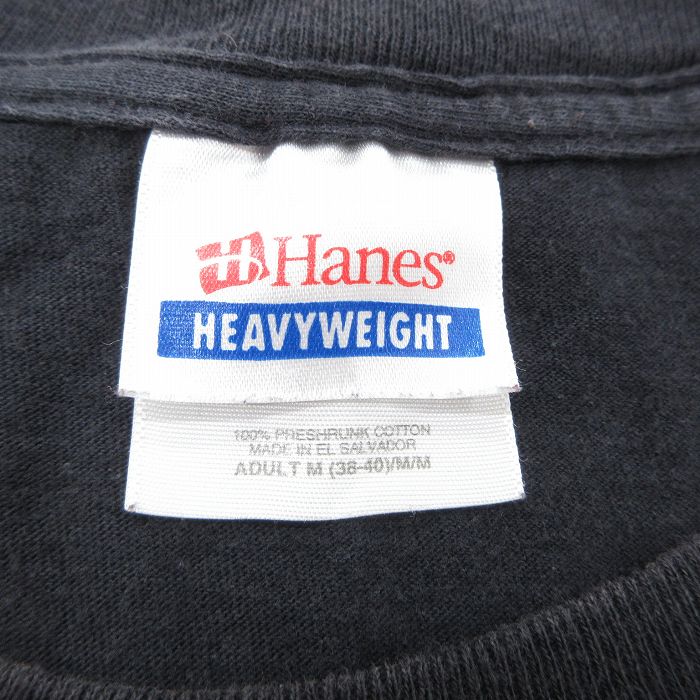 H Hanes®
HEAVYWEIGHT
100% PRESHRUNK COTTON
MADE IN EL SALVADOR
ADULT M (38-40)/M/M